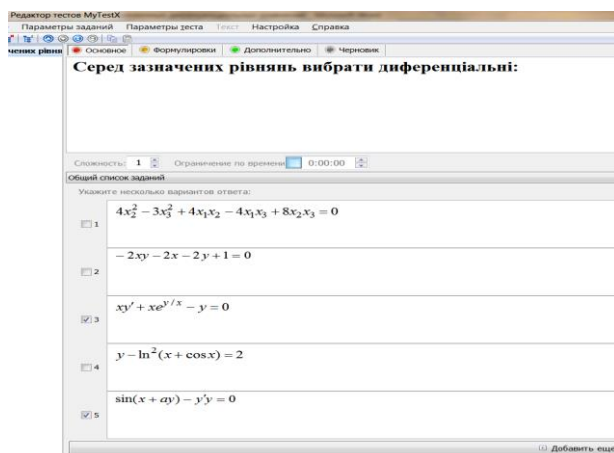 Редактор тестов MyTestX
Параметры заданий Параметры теста Текст Настройка Справка
чених рівня Основное Формулировки Дополнительно Черновик
Серед зазначених рівнянь вибрати диференціальні:
Сложность: 1 Ограничение по времени 0:00:00
Общий список заданий
Укажите несколько вариантов ответа:
1 4x₂² − 3x₃² + 4x₁x₂ − 4x₁x₃ + 8x₂x₃ = 0
2 − 2xy − 2x − 2y + 1 = 0
3 xy′ + xe^{y/x} − y = 0
4 y − ln²(x + cos x) = 2
5 sin(x + ay) − y′y = 0
Добавить еще